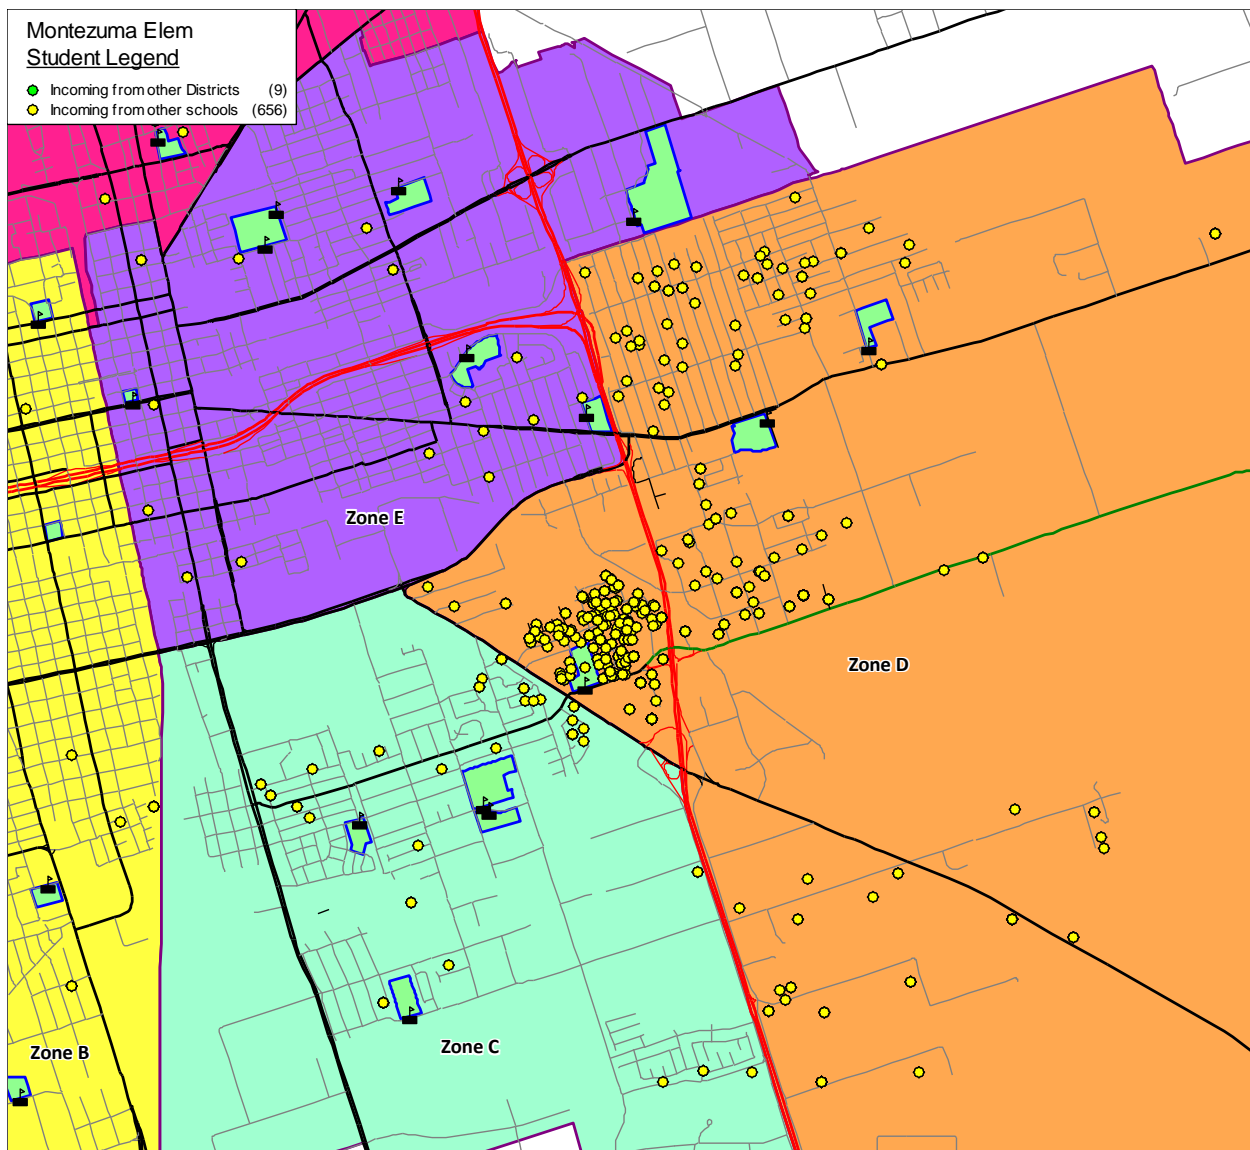 Montezuma Elem
Student Legend
Incoming from other Districts (9)
Incoming from other schools (656)
Zone E
Zone D
Zone B
Zone C